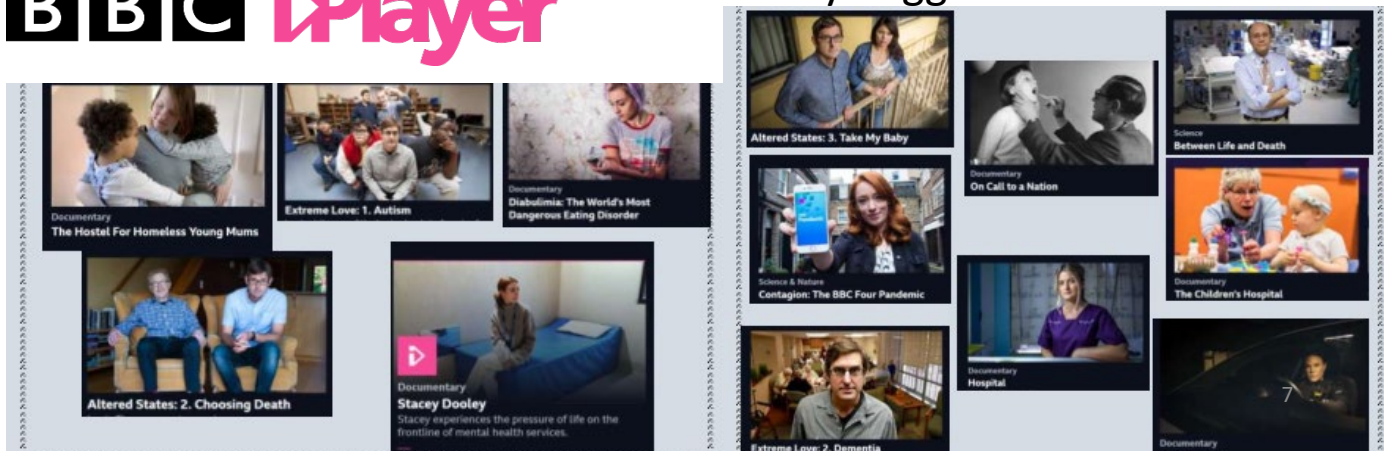 BBC iPlayer
Documentary
The Hostel For Homeless Young Mums
Extreme Love: 1. Autism
Documentary
Diabulimia: The World's Most
Dangerous Eating Disorder
Altered States: 2. Choosing Death
Documentary
Stacey Dooley
Stacey experiences the pressure of life on the
frontline of mental health services.
Altered States: 3. Take My Baby
Documentary
On Call to a Nation
Science
Between Life and Death
Science & Nature
Contagion: The BBC Four Pandemic
Documentary
The Children's Hospital
Extreme Love: 2. Dementia
Documentary
Hospital
7
Documentary